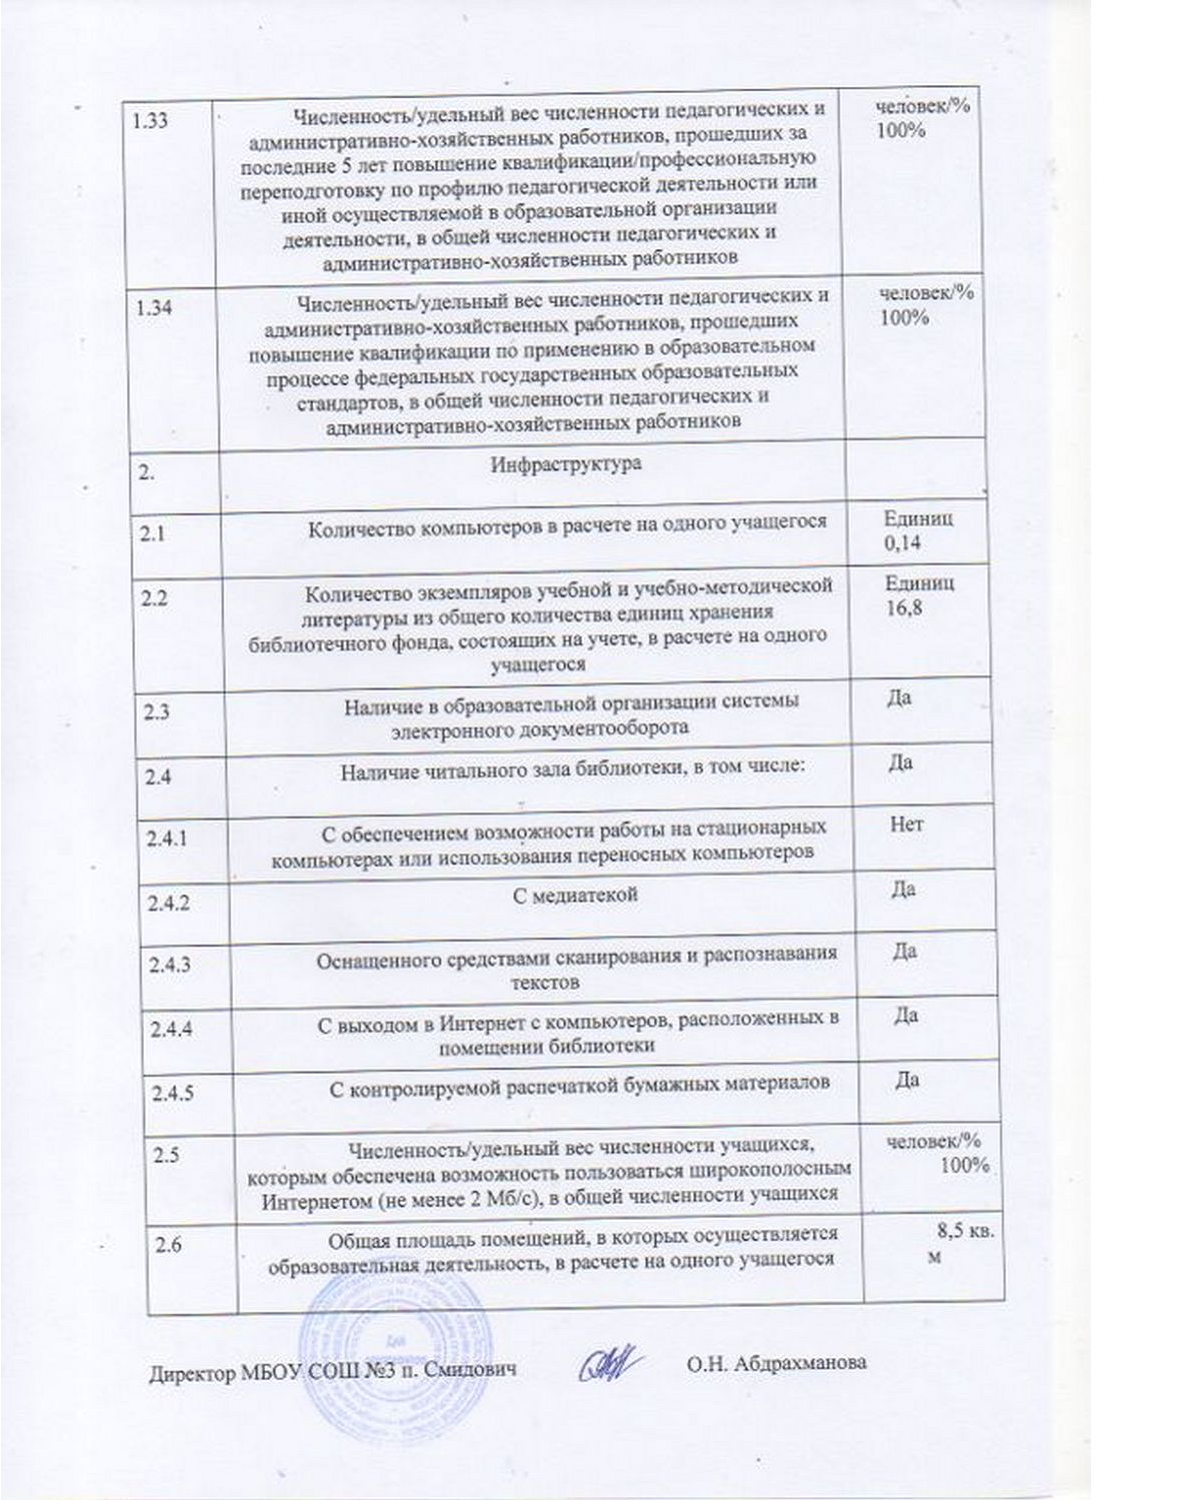 1.33
Численность/удельный вес численности педагогических и
административно-хозяйственных работников, прошедших за
последние 5 лет повышение квалификации/профессиональную
переподготовку по профилю педагогической деятельности или
иной осуществляемой в образовательной организации
деятельности, в общей численности педагогических и
административно-хозяйственных работников
человек/%
100%
1.34
Численность/удельный вес численности педагогических и
административно-хозяйственных работников, прошедших
повышение квалификации по применению в образовательном
процессе федеральных государственных образовательных
стандартов, в общей численности педагогических и
административно-хозяйственных работников
человек/%
100%
2.
Инфраструктура
2.1
Количество компьютеров в расчете на одного учащегося
Единиц
0,14
2.2
Количество экземпляров учебной и учебно-методической
литературы из общего количества единиц хранения
библиотечного фонда, состоящих на учете, в расчете на одного
учащегося
Единиц
16,8
2.3
Наличие в образовательной организации системы
электронного документооборота
Да
2.4
Наличие читального зала библиотеки, в том числе:
Да
2.4.1
С обеспечением возможности работы на стационарных
компьютерах или использования переносных компьютеров
Нет
2.4.2
С медиатекой
Да
2.4.3
Оснащенного средствами сканирования и распознавания
текстов
Да
2.4.4
С выходом в Интернет с компьютеров, расположенных в
помещении библиотеки
Да
2.4.5
С контролируемой распечаткой бумажных материалов
Да
2.5
Численность/удельный вес численности учащихся,
которым обеспечена возможность пользоваться широкополосным
Интернетом (не менее 2 Мб/с), в общей численности учащихся
человек/%
100%
2.6
Общая площадь помещений, в которых осуществляется
образовательная деятельность, в расчете на одного учащегося
8,5 кв.
м
Для
Директор МБОУ СОШ №3 п. Смидович
О.Н. Абдрахманова